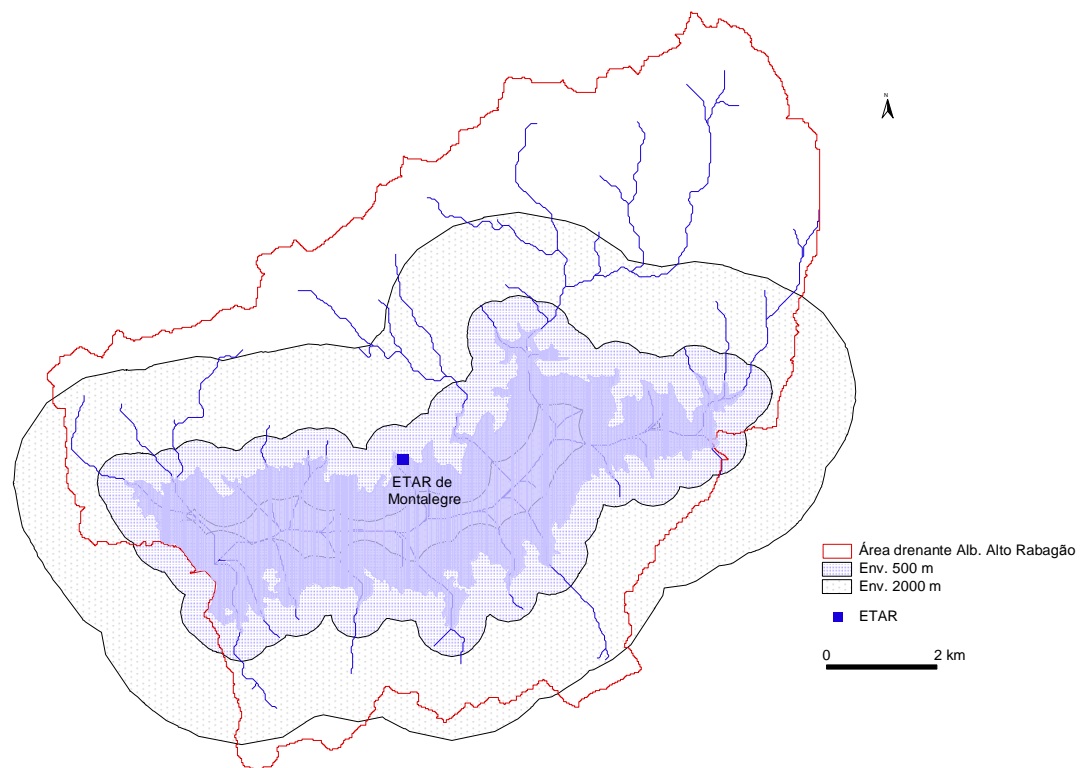 N
ETAR de
Montalegre
Área drenante Alb. Alto Rabagão
Env. 500 m
Env. 2000 m
ETAR
0 2 km